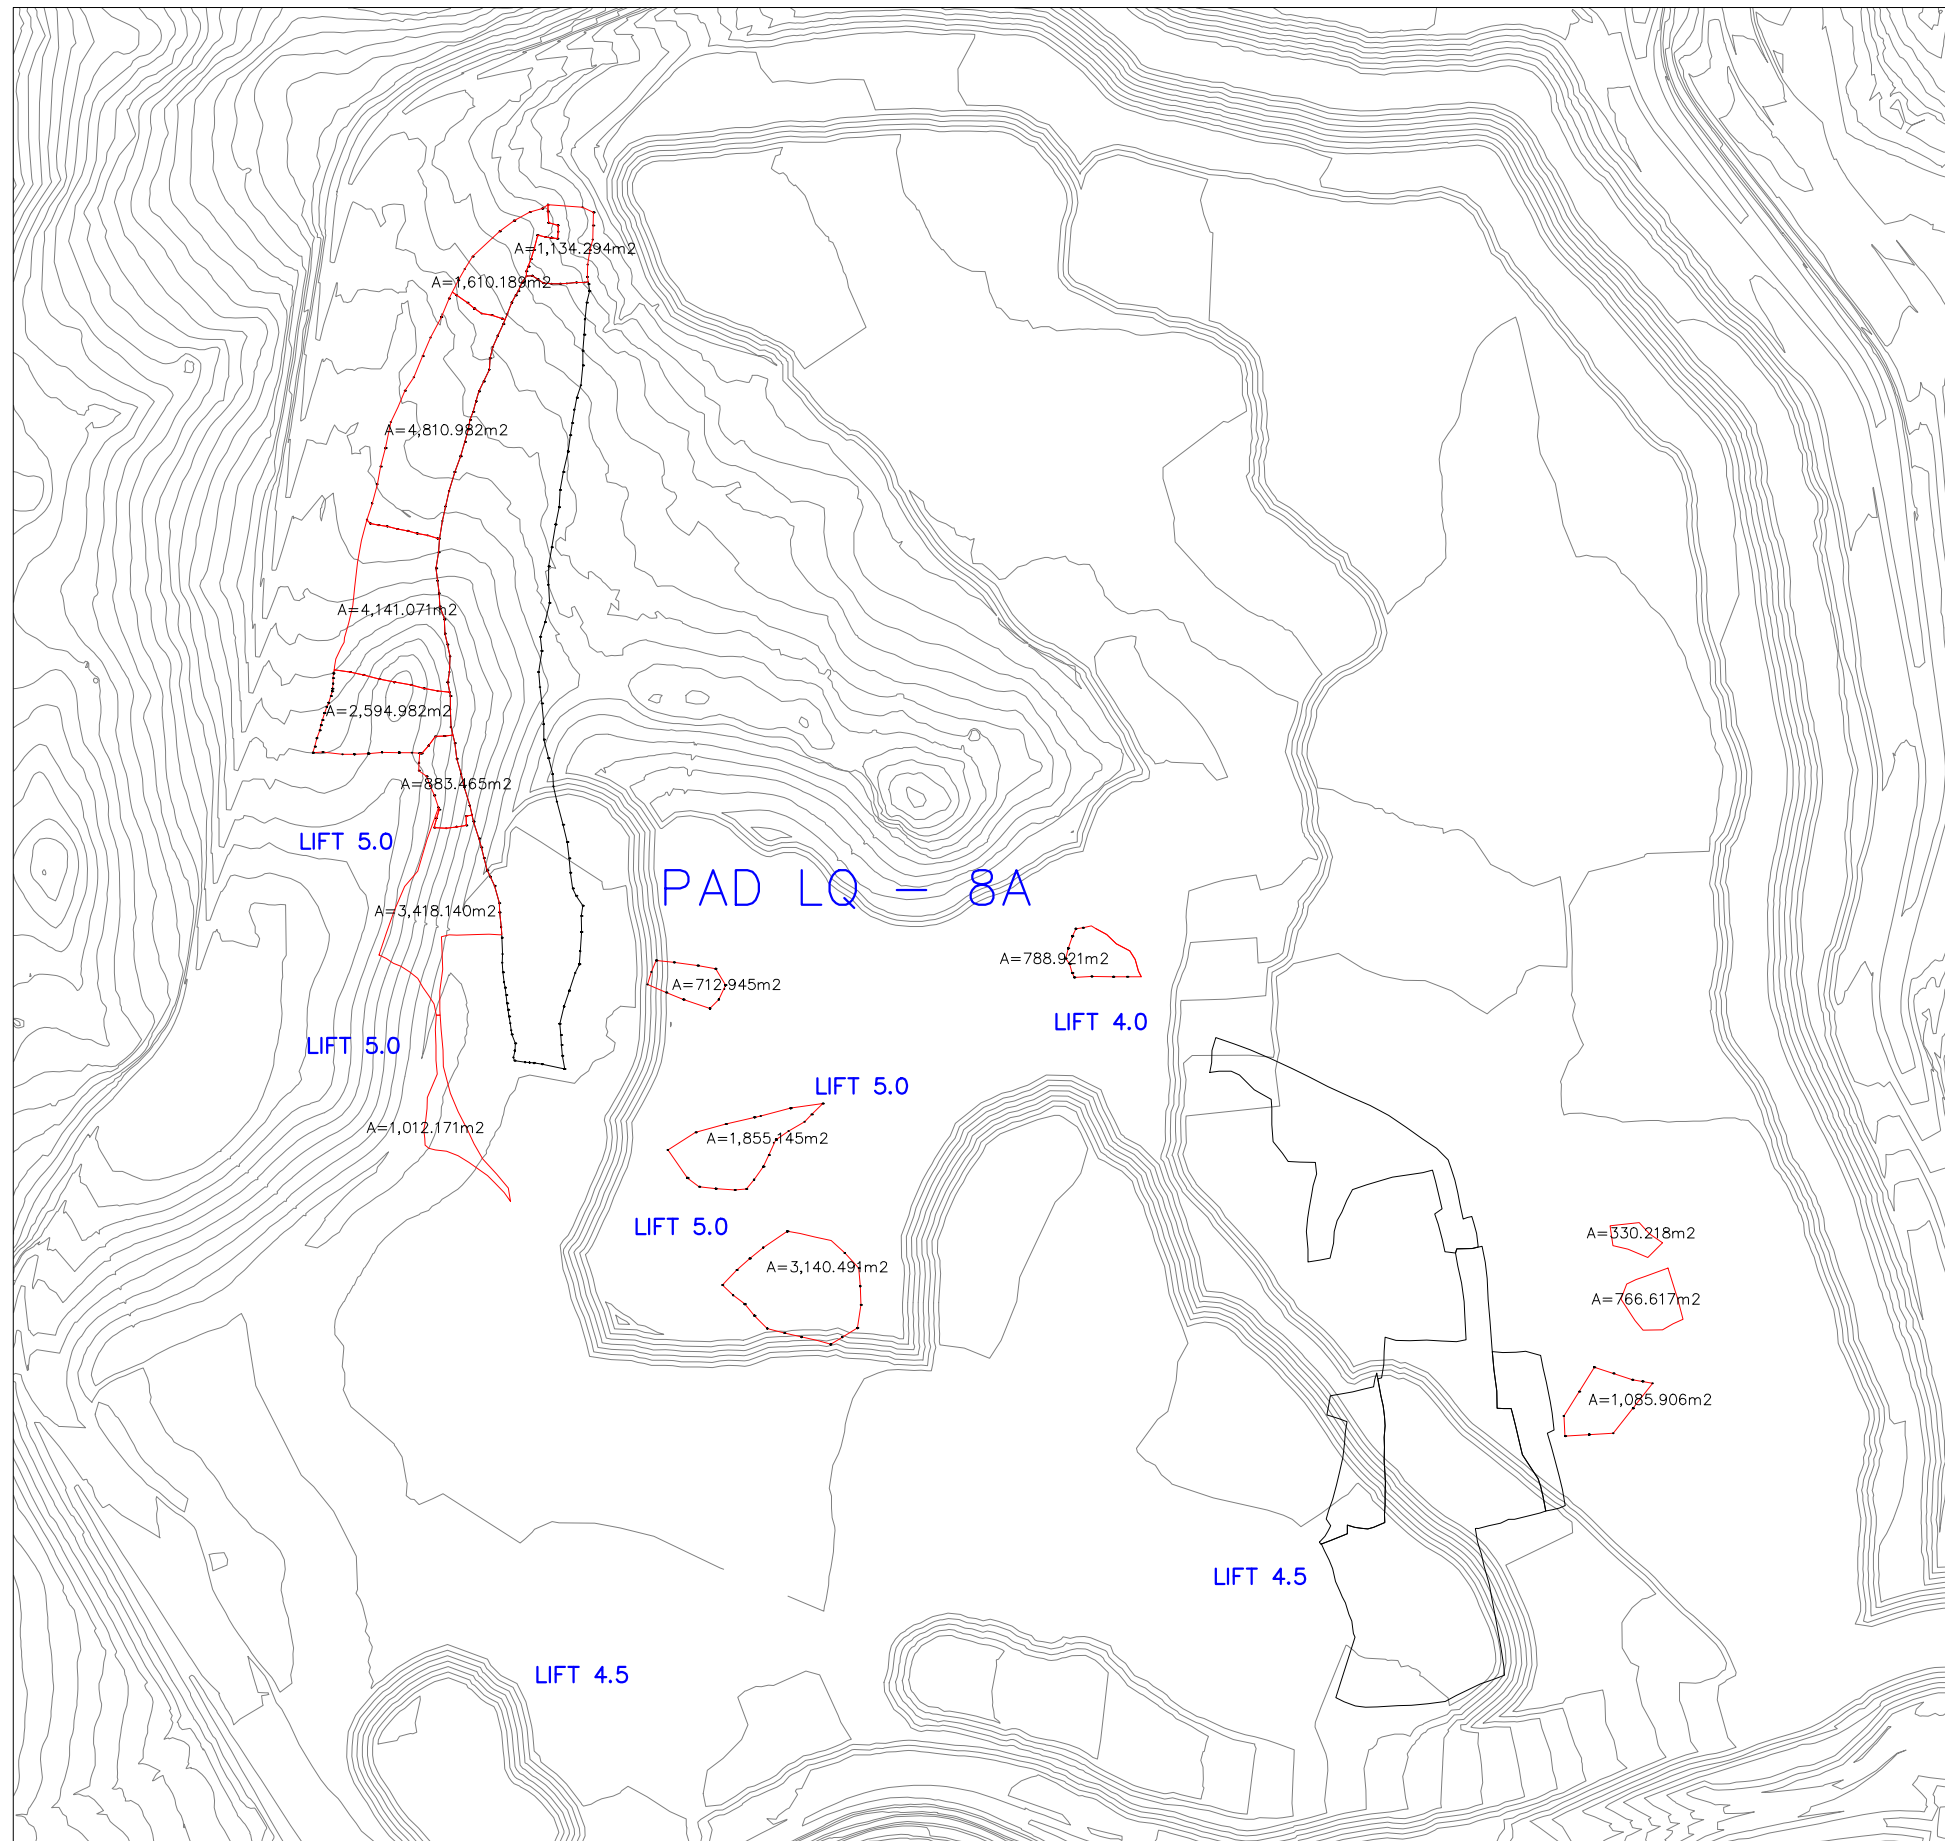 A=1,134.294m2
A=1,610.189m2
A=4,810.982m2
A=4,141.071m2
A=2,594.982m2
A=883.465m2
LIFT 5.0
PAD LQ - 8A
A=3,418.140m2
A=788.921m2
A=712.945m2
LIFT 4.0
LIFT 5.0
LIFT 5.0
A=1,012.171m2
A=1,855.145m2
LIFT 5.0
A=330.218m2
A=3,140.491m2
A=766.617m2
A=1,085.906m2
LIFT 4.5
LIFT 4.5